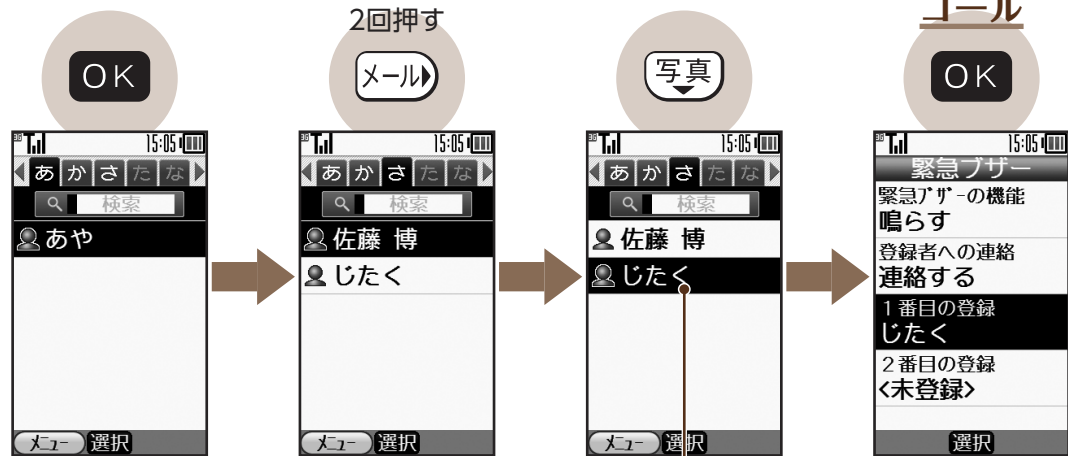 2回押す
ゴール
OK
メール
写真
OK
3G 15:05
あ か さ た な
検索
あや
メニュー 選択
3G 15:05
あ か さ た な
検索
佐藤 博
じたく
メニュー 選択
3G 15:05
あ か さ た な
検索
佐藤 博
じたく
メニュー 選択
3G 15:05
緊急ブザー
緊急ブザーの機能
鳴らす
登録者への連絡
連絡する
1番目の登録
じたく
2番目の登録
<未登録>
選択